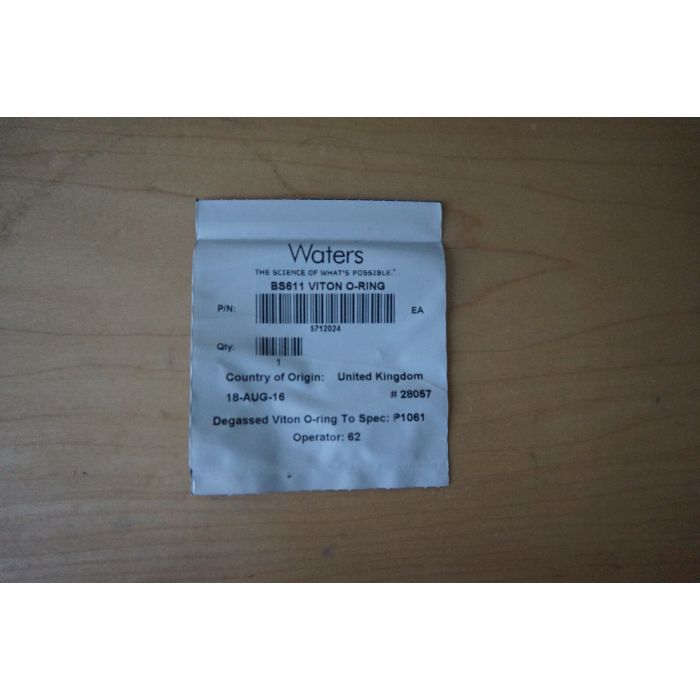 Waters
THE SCIENCE OF WHAT'S POSSIBLE.™
BS611 VITON O-RING
P/N: EA
5712024
Qty:
1
Country of Origin: United Kingdom
18-AUG-16 # 28057
Degassed Viton O-ring To Spec: P1061
Operator: 62